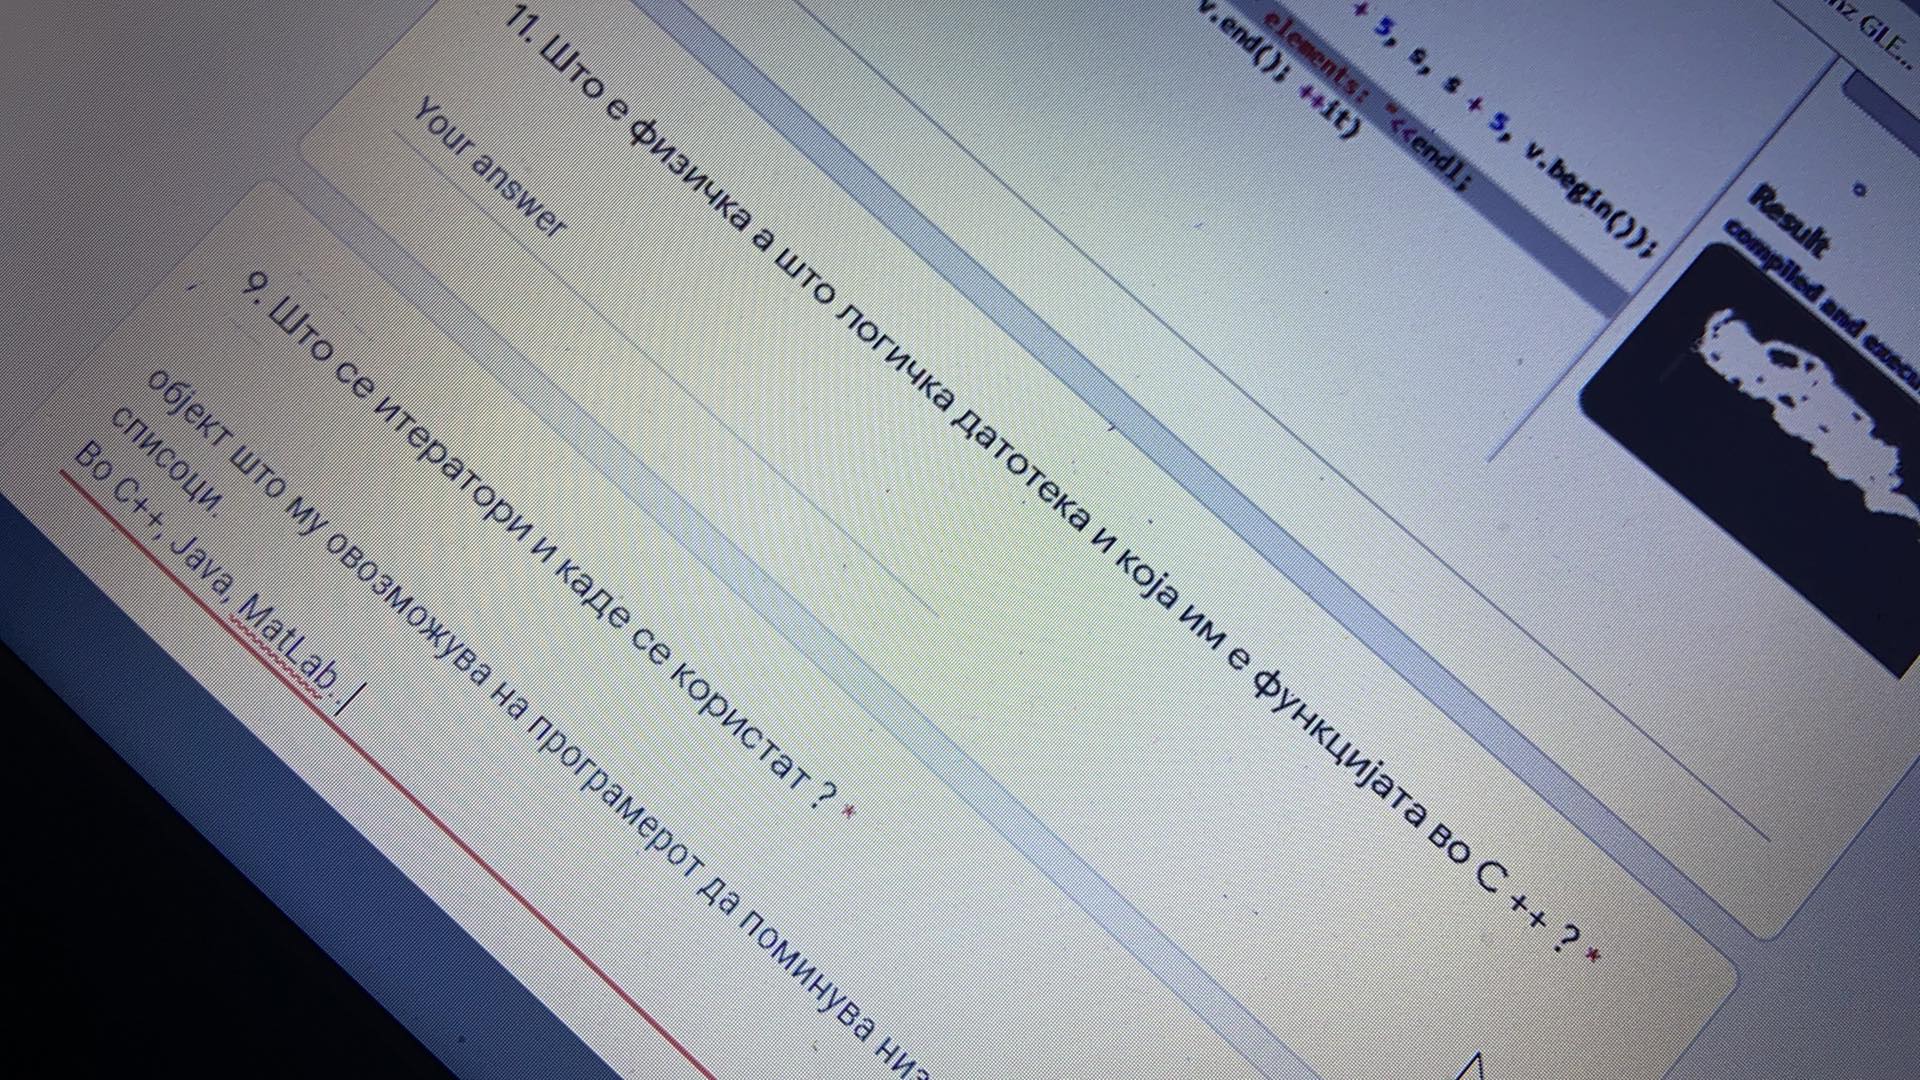 nz GLE...
+ 5, s, s + 5, v.begin());
elements: "<<endl;
v.end(); ++it)
Result
compiled and execu
11. Што е физичка а што логичка датотека и која им е функцијата во C ++ ? *
Your answer
9. Што се итератори и каде се користат ? *
објект што му овозможува на програмерот да поминува низ
списоци.
Во C++, Java, MatLab..